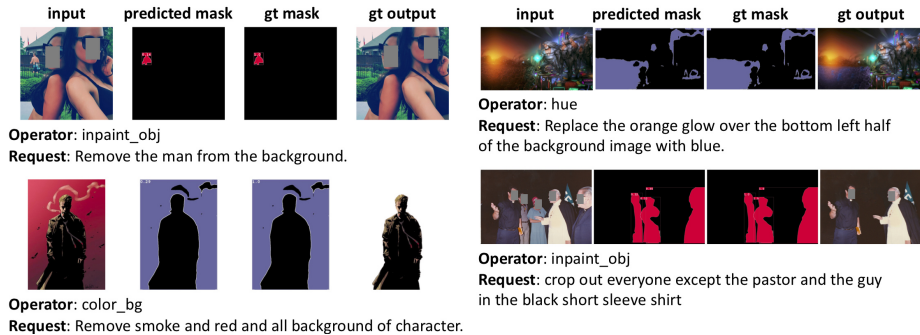 input predicted mask gt mask gt output
Operator: inpaint_obj
Request: Remove the man from the background.
Operator: color_bg
Request: Remove smoke and red and all background of character.
input predicted mask gt mask gt output
Operator: hue
Request: Replace the orange glow over the bottom left half
of the background image with blue.
Operator: inpaint_obj
Request: crop out everyone except the pastor and the guy
in the black short sleeve shirt